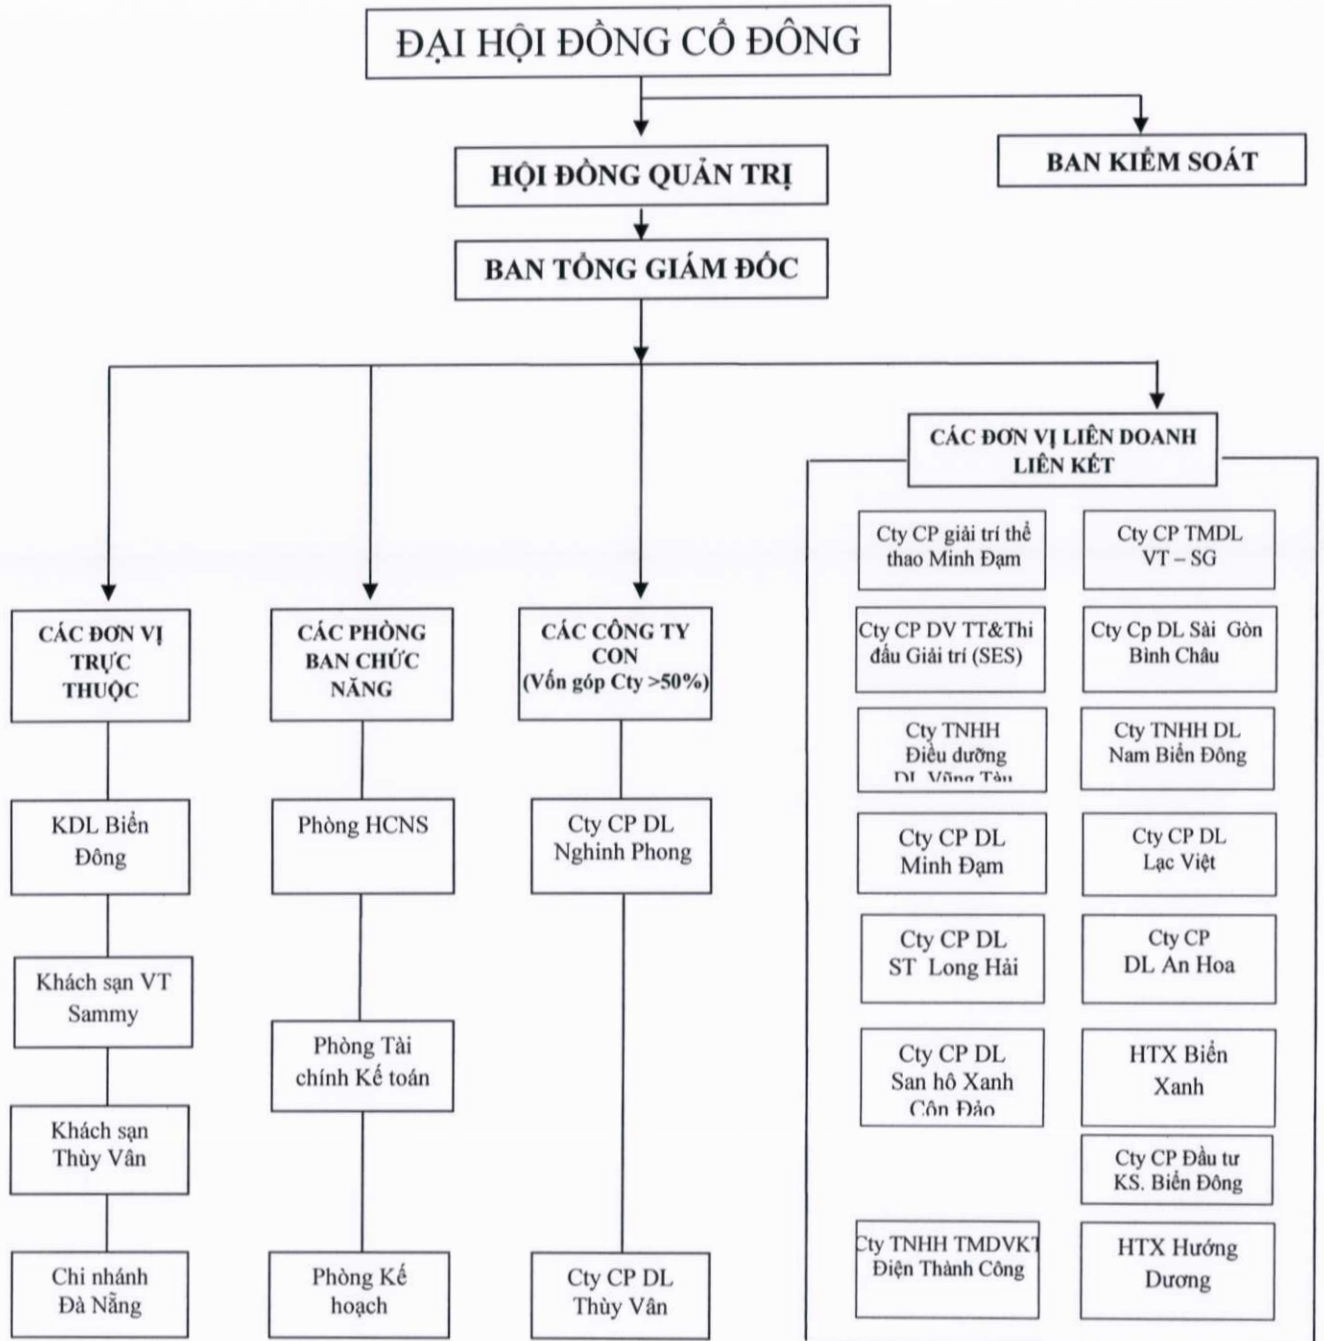 ĐẠI HỘI ĐỒNG CỔ ĐÔNG
HỘI ĐỒNG QUẢN TRỊ
BAN KIỂM SOÁT
BAN TỔNG GIÁM ĐỐC
CÁC ĐƠN VỊ
TRỰC
THUỘC
KDL Biển
Đông
Khách sạn VT
Sammy
Khách sạn
Thùy Vân
Chi nhánh
Đà Nẵng
CÁC PHÒNG
BAN CHỨC
NĂNG
Phòng HCNS
Phòng Tài
chính Kế toán
Phòng Kế
hoạch
CÁC CÔNG TY
CON
(Vốn góp Cty >50%)
Cty CP DL
Nghinh Phong
Cty CP DL
Thùy Vân
CÁC ĐƠN VỊ LIÊN DOANH
LIÊN KẾT
Cty CP giải trí thể
thao Minh Đạm
Cty CP TMDL
VT – SG
Cty CP DV TT&Thi
đấu Giải trí (SES)
Cty Cp DL Sài Gòn
Bình Châu
Cty TNHH
Điều dưỡng
DL Vũng Tàu
Cty TNHH DL
Nam Biển Đông
Cty CP DL
Minh Đạm
Cty CP DL
Lạc Việt
Cty CP DL
ST Long Hải
Cty CP
DL An Hoa
Cty CP DL
San hô Xanh
Côn Đảo
HTX Biển
Xanh
Cty CP Đầu tư
KS. Biển Đông
Cty TNHH TMDVKT
Điện Thành Công
HTX Hướng
Dương